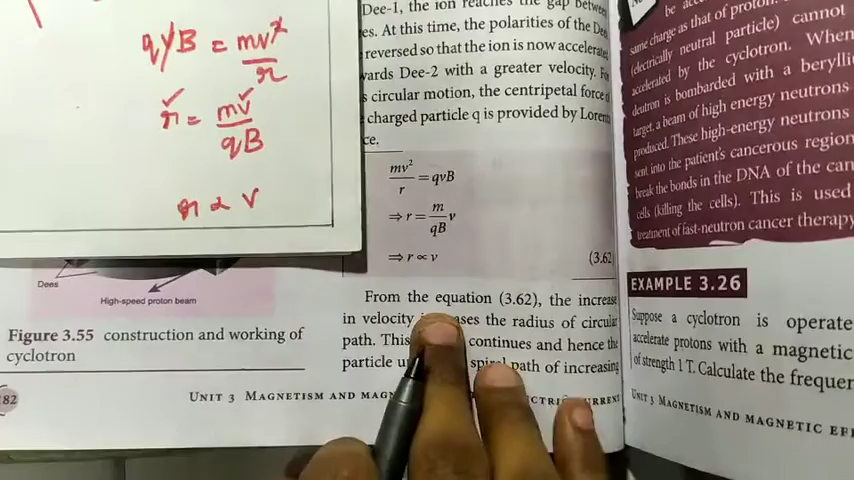 qvB = mv²/r
r = mv/qB
r ∝ v
Dees
High-speed proton beam
Figure 3.55 construction and working of
cyclotron
182
UNIT 3 MAGNETISM AND MAGN
Dee-1, the ion reaches the gap between
es. At this time, the polarities of the Dees
reversed so that the ion is now accelerated
wards Dee-2 with a greater velocity. For
s circular motion, the centripetal force of
charged particle q is provided by Lorentz
ce.
mv²/r = qvB
⇒ r = m/qB v
⇒ r ∝ v (3.62
From the equation (3.62), the increase
in velocity increases the radius of circular
path. This continues and hence the
particle spiral path of increasing
CTRIC CURRENT
same charge as that of proton.
(electrically neutral particle) cannot
accelerated by the cyclotron. When
deutron is bombarded with a berylli
target, a beam of high energy neutrons
produced. These high-energy neutrons
sent into the patient's cancerous region
break the bonds in the DNA of the can
cells (killing the cells). This is used
treatment of fast-neutron cancer therapy
EXAMPLE 3.26
Suppose a cyclotron is operate
accelerate protons with a magnetic
of strength 1 T. Calculate the frequen
UNIT 3 MAGNETISM AND MAGNETIC EF